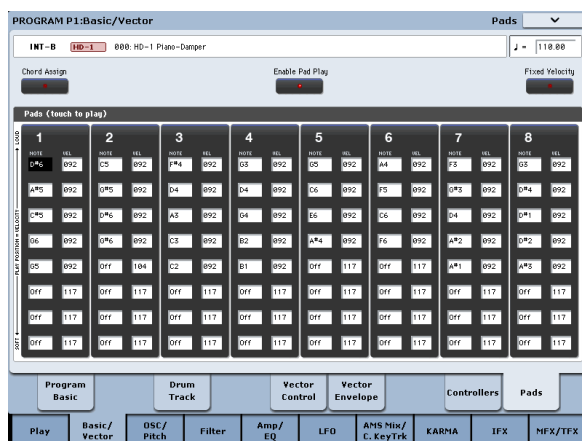 PROGRAM P1:Basic/Vector Pads
INT-B HD-1 000: HD-1 Piano-Damper ♩= 110.00
Chord Assign Enable Pad Play Fixed Velocity
Pads (touch to play)
1 2 3 4 5 6 7 8
NOTE VEL NOTE VEL NOTE VEL NOTE VEL NOTE VEL NOTE VEL NOTE VEL NOTE VEL
D#6 092 C5 092 F#4 092 G3 092 G5 092 A4 092 F3 092 G3 092
A#5 092 G#5 092 D4 092 D4 092 C6 092 F5 092 G#3 092 D#4 092
C#5 092 D#6 092 A3 092 G4 092 E6 092 C6 092 D4 092 D#1 092
G6 092 G#6 092 C3 092 B2 092 A#4 092 F6 092 A#2 092 D#2 092
G5 092 Off 104 C2 092 B1 092 Off 117 Off 117 A#1 092 A#3 092
Off 117 Off 117 Off 117 Off 117 Off 117 Off 117 Off 117 Off 117
Off 117 Off 117 Off 117 Off 117 Off 117 Off 117 Off 117 Off 117
Off 117 Off 117 Off 117 Off 117 Off 117 Off 117 Off 117 Off 117
SOFT ← PLAY POSITION = VELOCITY → LOUD
Program Basic Drum Track Vector Control Vector Envelope Controllers Pads
Play Basic/Vector OSC/Pitch Filter Amp/EQ LFO AMS Mix/C.KeyTrk KARMA IFX MFX/TFX